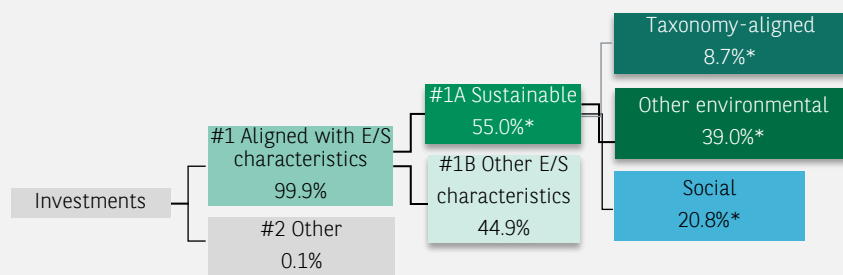 Investments
#1 Aligned with E/S
characteristics
99.9%
#2 Other
0.1%
#1A Sustainable
55.0%*
#1B Other E/S
characteristics
44.9%
Taxonomy-aligned
8.7%*
Other environmental
39.0%*
Social
20.8%*